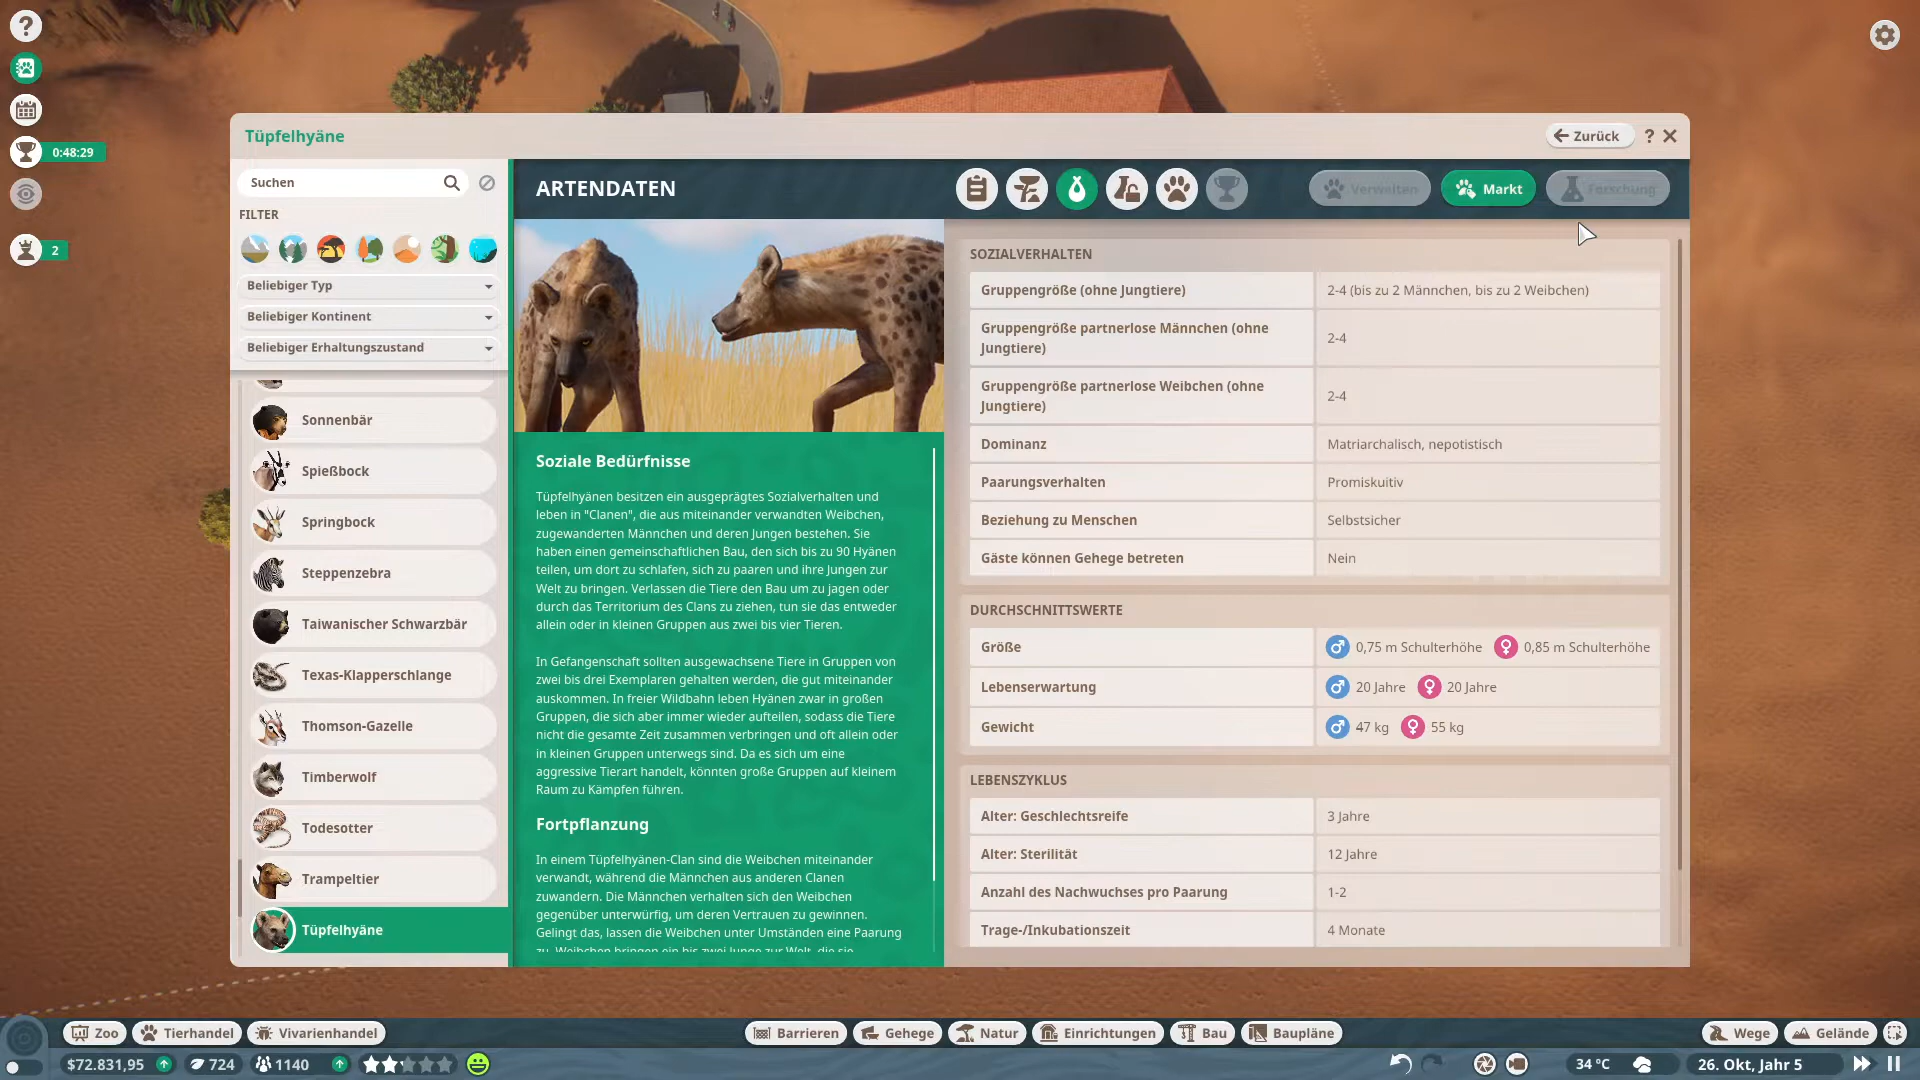 ?
0:48:29
2
Tüpfelhyäne
Zurück
?
Suchen
FILTER
Beliebiger Typ
Beliebiger Kontinent
Beliebiger Erhaltungszustand
Sonnenbär
Spießbock
Springbock
Steppenzebra
Taiwanischer Schwarzbär
Texas-Klapperschlange
Thomson-Gazelle
Timberwolf
Todesotter
Trampeltier
Tüpfelhyäne
ARTENDATEN
Verwalten
Markt
Forschung
Soziale Bedürfnisse
Tüpfelhyänen besitzen ein ausgeprägtes Sozialverhalten und
leben in "Clanen", die aus miteinander verwandten Weibchen,
zugewanderten Männchen und deren Jungen bestehen. Sie
haben einen gemeinschaftlichen Bau, den sich bis zu 90 Hyänen
teilen, um dort zu schlafen, sich zu paaren und ihre Jungen zur
Welt zu bringen. Verlassen die Tiere den Bau um zu jagen oder
durch das Territorium des Clans zu ziehen, tun sie das entweder
allein oder in kleinen Gruppen aus zwei bis vier Tieren.
In Gefangenschaft sollten ausgewachsene Tiere in Gruppen von
zwei bis drei Exemplaren gehalten werden, die gut miteinander
auskommen. In freier Wildbahn leben Hyänen zwar in großen
Gruppen, die sich aber immer wieder aufteilen, sodass die Tiere
nicht die gesamte Zeit zusammen verbringen und oft allein oder
in kleinen Gruppen unterwegs sind. Da es sich um eine
aggressive Tierart handelt, könnten große Gruppen auf kleinem
Raum zu Kämpfen führen.
Fortpflanzung
In einem Tüpfelhyänen-Clan sind die Weibchen miteinander
verwandt, während die Männchen aus anderen Clanen
zuwandern. Die Männchen verhalten sich den Weibchen
gegenüber unterwürfig, um deren Vertrauen zu gewinnen.
Gelingt das, lassen die Weibchen unter Umständen eine Paarung
zu. Weibchen bringen ein bis zwei Junge zur Welt, die sie
SOZIALVERHALTEN
Gruppengröße (ohne Jungtiere) 2-4 (bis zu 2 Männchen, bis zu 2 Weibchen)
Gruppengröße partnerlose Männchen (ohne
Jungtiere) 2-4
Gruppengröße partnerlose Weibchen (ohne
Jungtiere) 2-4
Dominanz Matriarchalisch, nepotistisch
Paarungsverhalten Promiskuitiv
Beziehung zu Menschen Selbstsicher
Gäste können Gehege betreten Nein
DURCHSCHNITTSWERTE
Größe ♂ 0,75 m Schulterhöhe ♀ 0,85 m Schulterhöhe
Lebenserwartung ♂ 20 Jahre ♀ 20 Jahre
Gewicht ♂ 47 kg ♀ 55 kg
LEBENSZYKLUS
Alter: Geschlechtsreife 3 Jahre
Alter: Sterilität 12 Jahre
Anzahl des Nachwuchses pro Paarung 1-2
Trage-/Inkubationszeit 4 Monate
Zoo Tierhandel Vivarienhandel Barrieren Gehege Natur Einrichtungen Bau Baupläne Wege Gelände
$72.831,95 724 1140 34 °C 26. Okt, Jahr 5